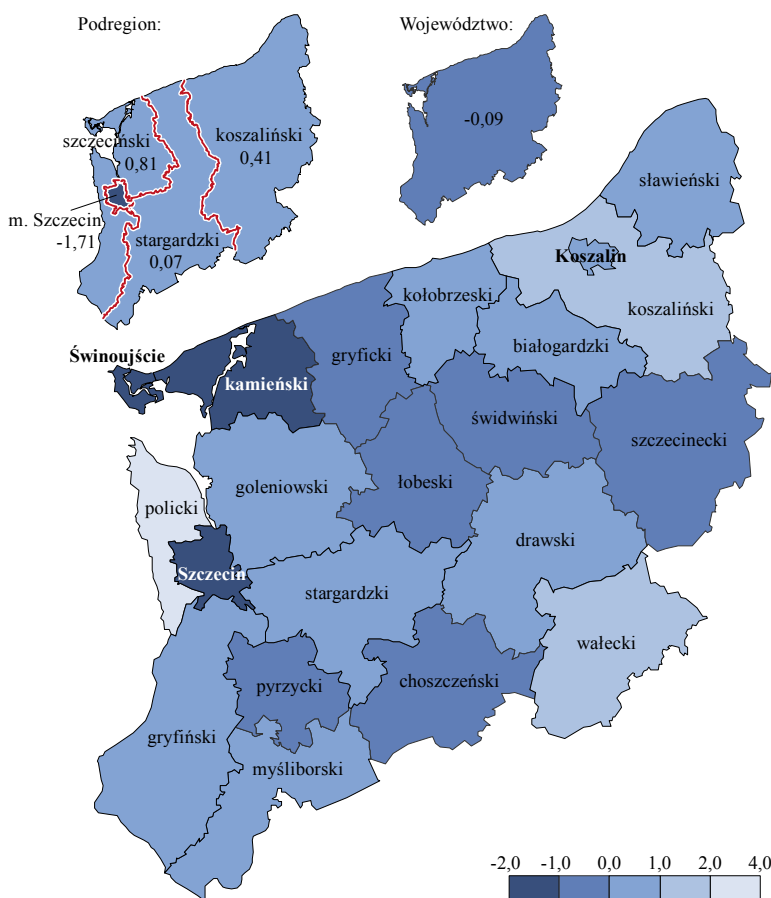 Podregion:
Województwo:
szczeciński
0,81
koszaliński
0,41
m. Szczecin
-1,71
stargardzki
0,07
-0,09
sławieński
Koszalin
koszaliński
kołobrzeski
białogardzki
Świnoujście
kamieński
gryficki
świdwiński
szczecinecki
goleniowski
łobeski
policki
drawski
Szczecin
stargardzki
wałecki
pyrzycki
choszczeński
gryfiński
myśliborski
-2,0 -1,0 0,0 1,0 2,0 4,0